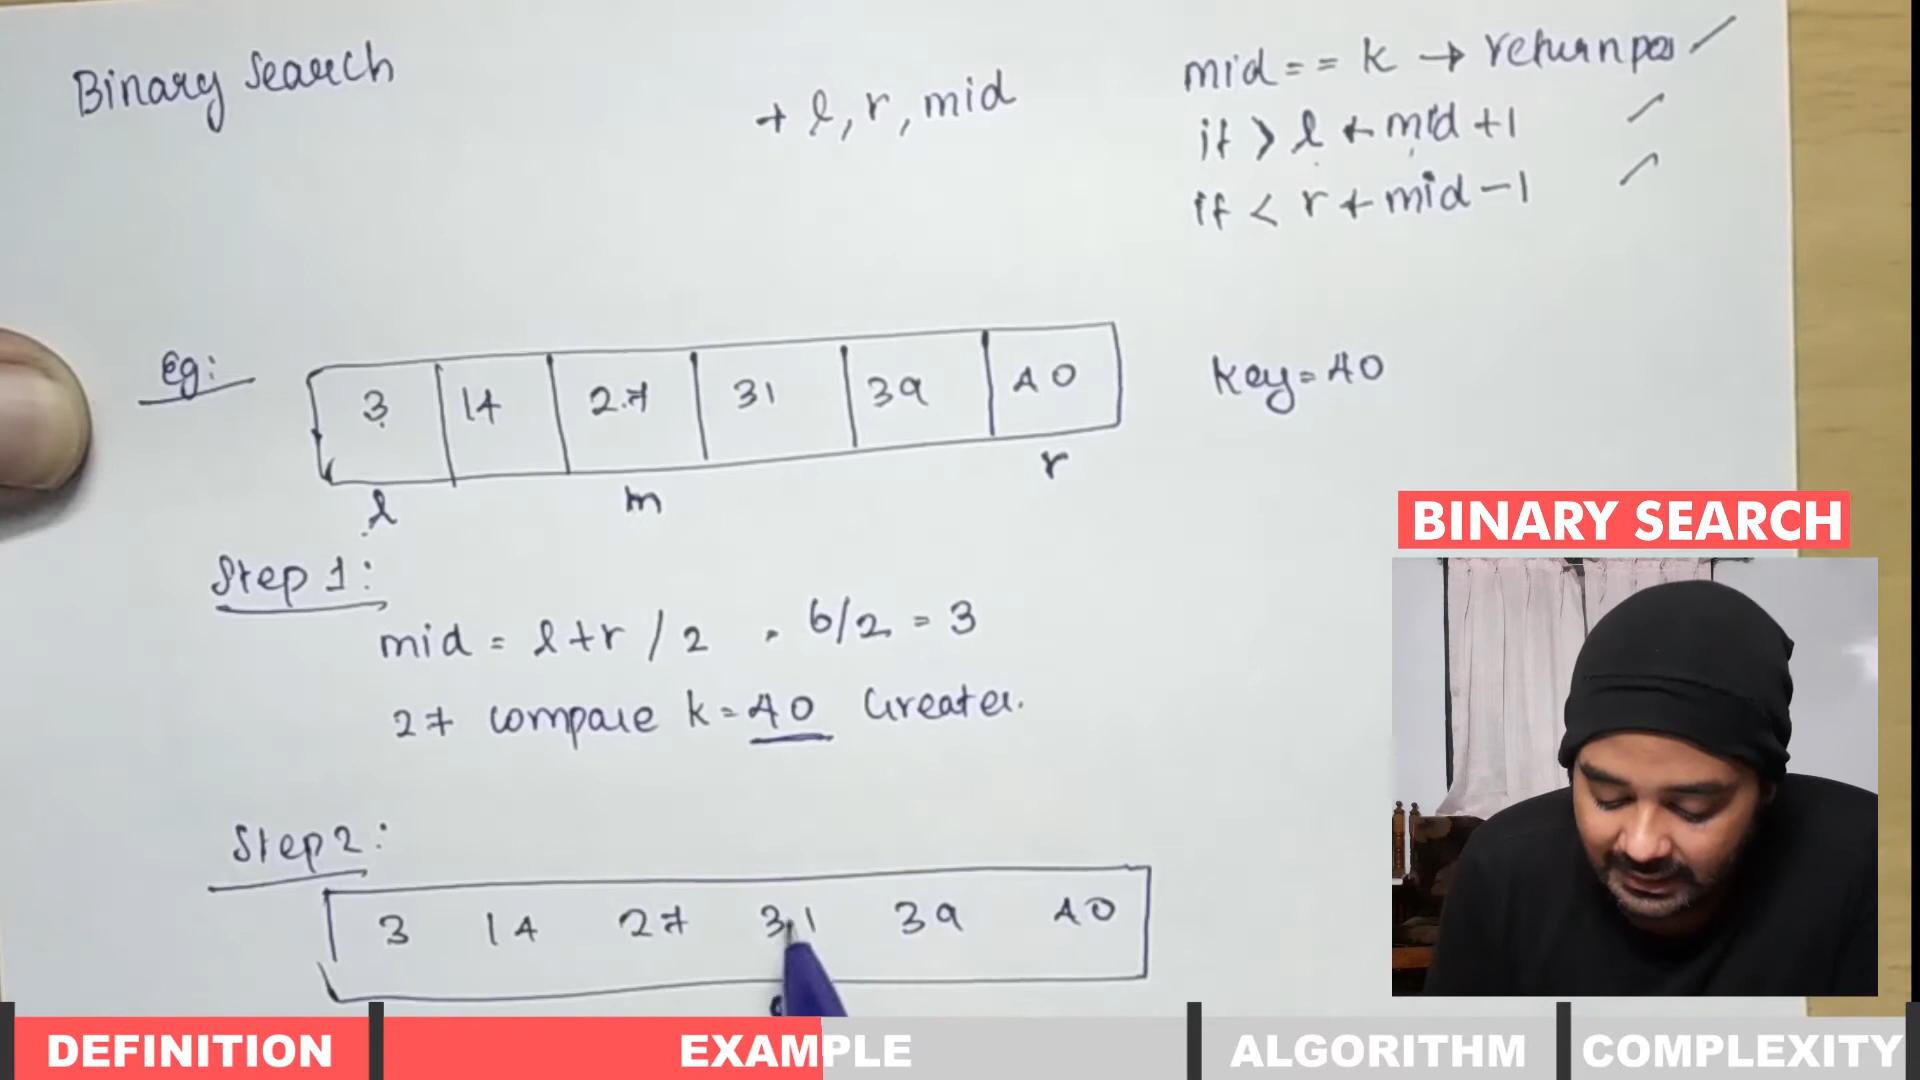 Binary Search
→ l, r, mid
mid == k → return pos
if > l ← mid +1
if < r ← mid -1
Eg:
3 14 27 31 39 40
key = 40
l m r
Step 1:
mid = l+r / 2 = 6/2 = 3
27 compare k = 40 Greater.
Step 2:
3 14 27 31 39 40
BINARY SEARCH
DEFINITION EXAMPLE ALGORITHM COMPLEXITY